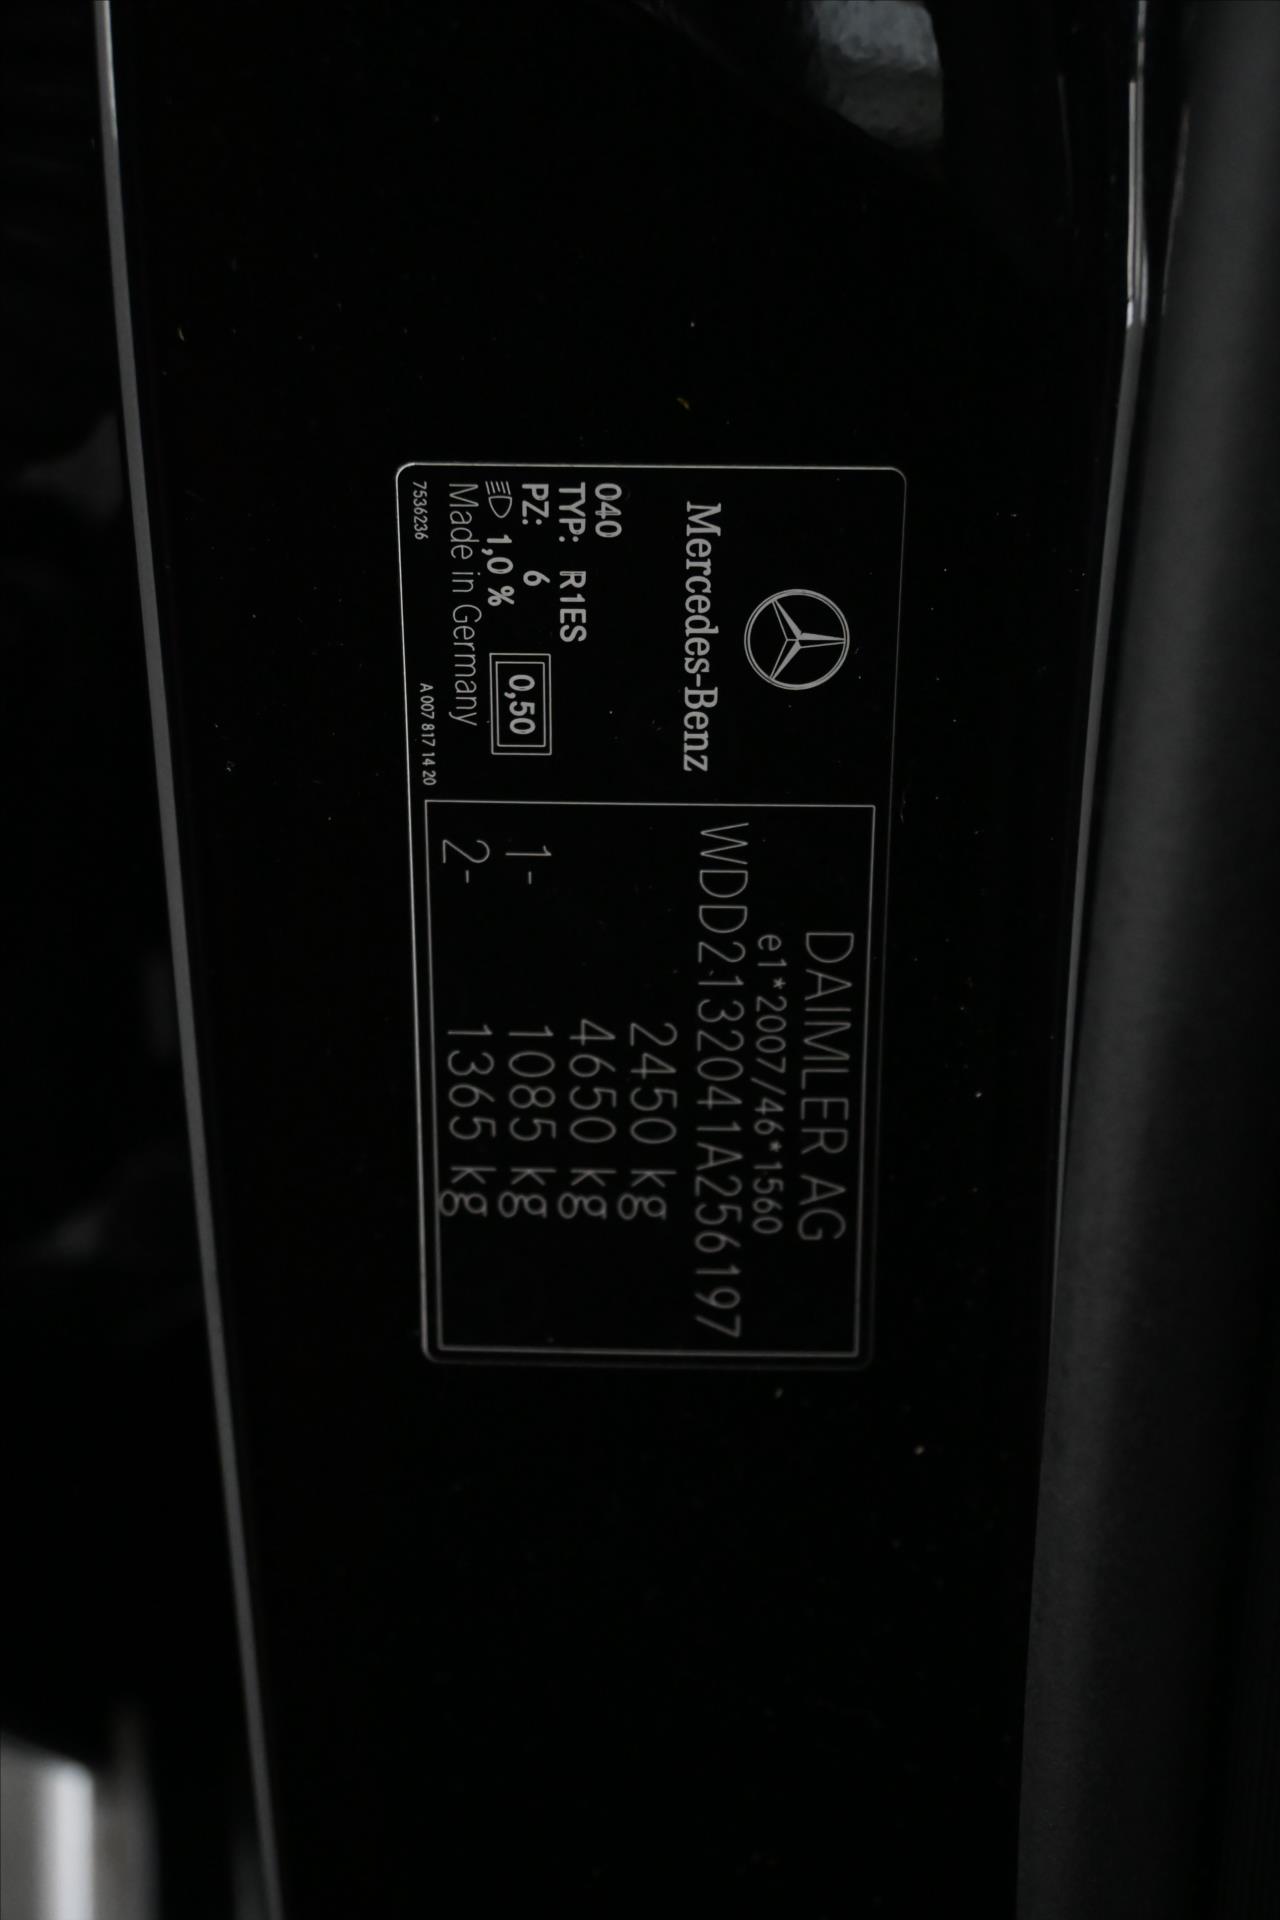 Mercedes-Benz
040
TYP: R1ES
PZ: 6
1,0 %
0,50
Made in Germany
7536236
A 007 817 14 20
DAIMLER AG
e1*2007/46*1560
WDD2132041A256197
2450 kg
4650 kg
1- 1085 kg
2- 1365 kg